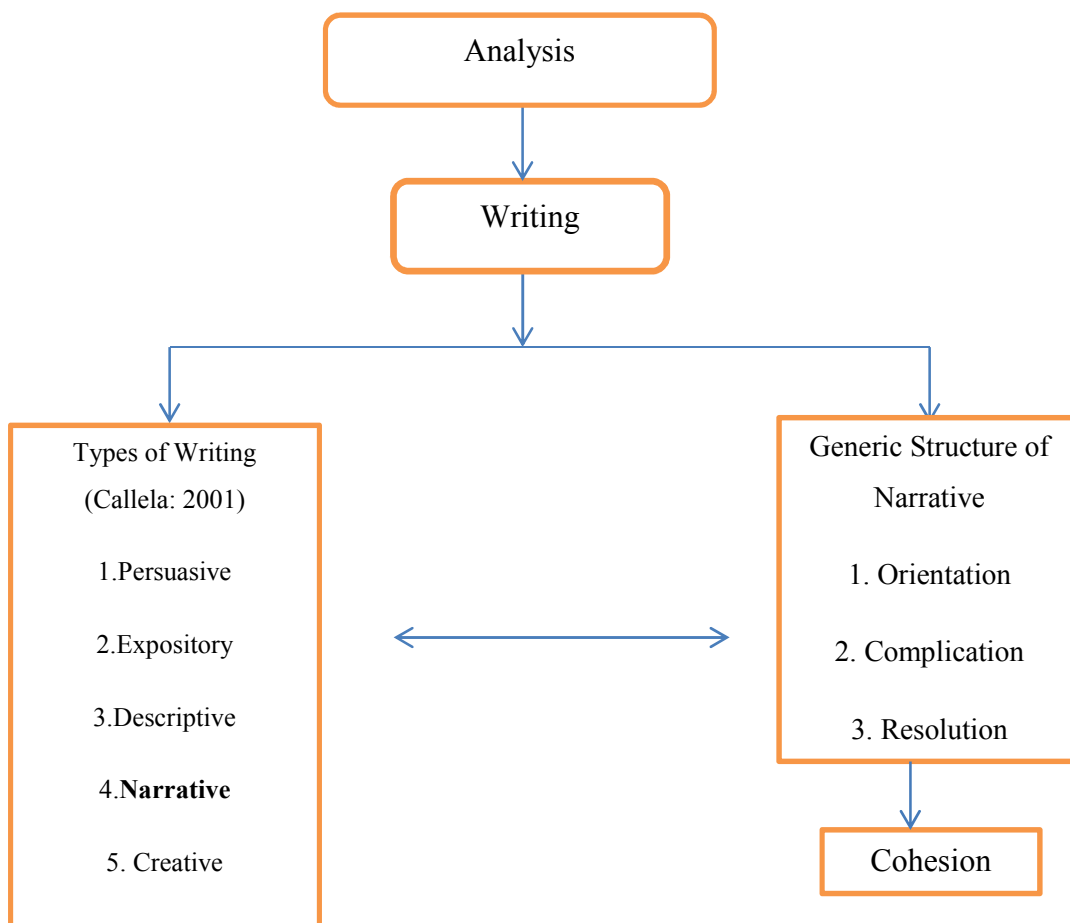 Analysis
Writing
Types of Writing
(Callela: 2001)
1.Persuasive
2.Expository
3.Descriptive
4.Narrative
5. Creative
Generic Structure of
Narrative
1. Orientation
2. Complication
3. Resolution
Cohesion